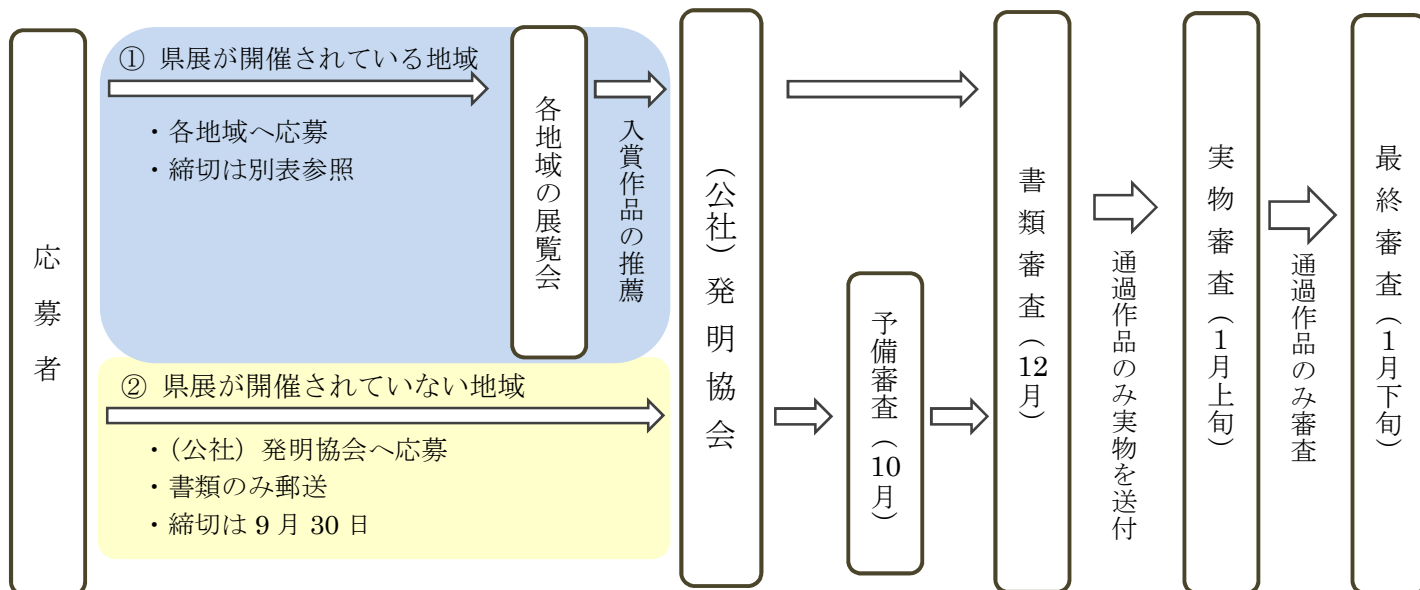 応募者
① 県展が開催されている地域
・各地域へ応募
・締切は別表参照
各地域の展覧会
入賞作品の推薦
② 県展が開催されていない地域
・（公社）発明協会へ応募
・書類のみ郵送
・締切は 9 月 30 日
（公社）発明協会
予備審査（10月）
書類審査（12月）
通過作品のみ実物を送付
実物審査（1月上旬）
通過作品のみ審査
最終審査（1月下旬）